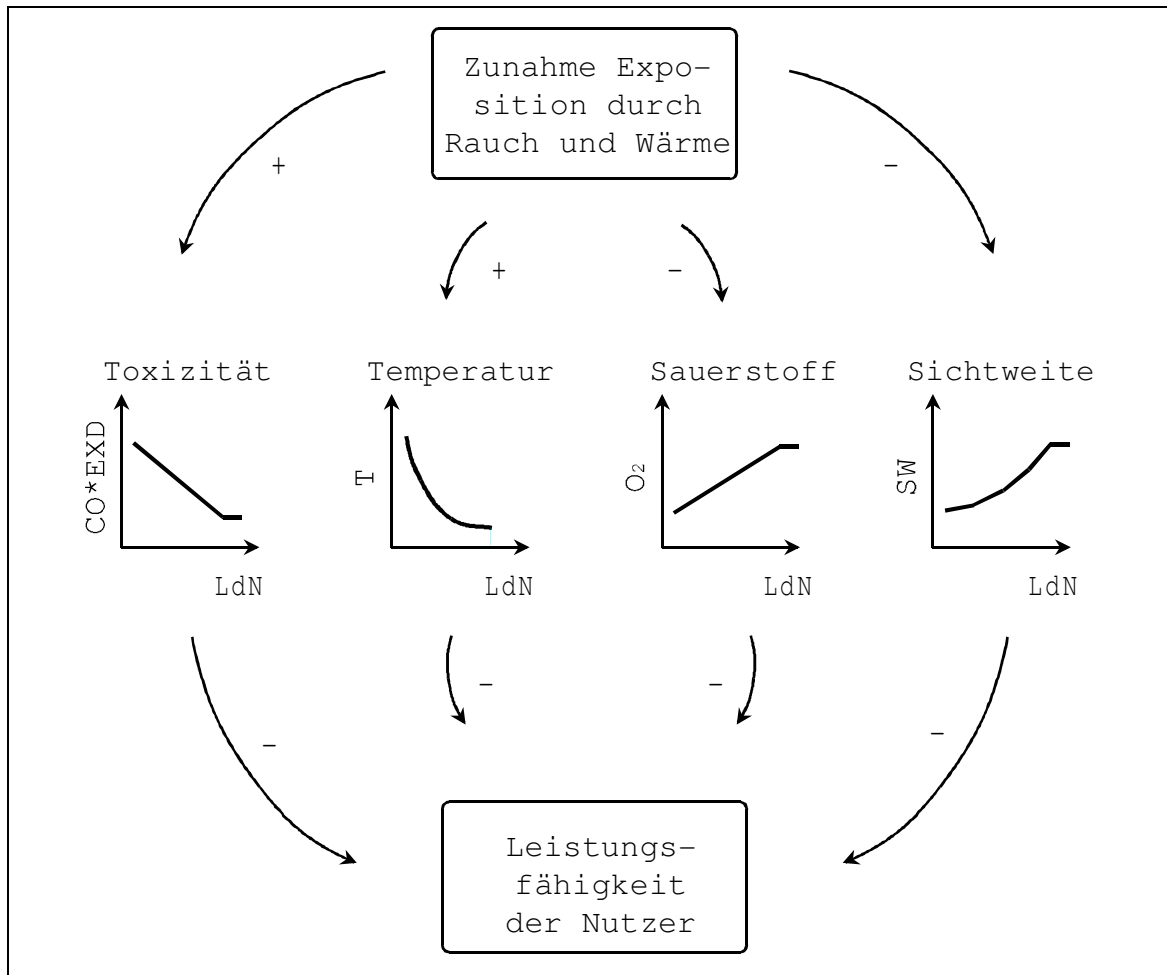 Zunahme Expo-
sition durch
Rauch und Wärme
+
-
+
-
Toxizität
Temperatur
Sauerstoff
Sichtweite
CO*EXD
T
O2
SW
LdN
LdN
LdN
LdN
-
-
-
-
Leistungs-
fähigkeit
der Nutzer